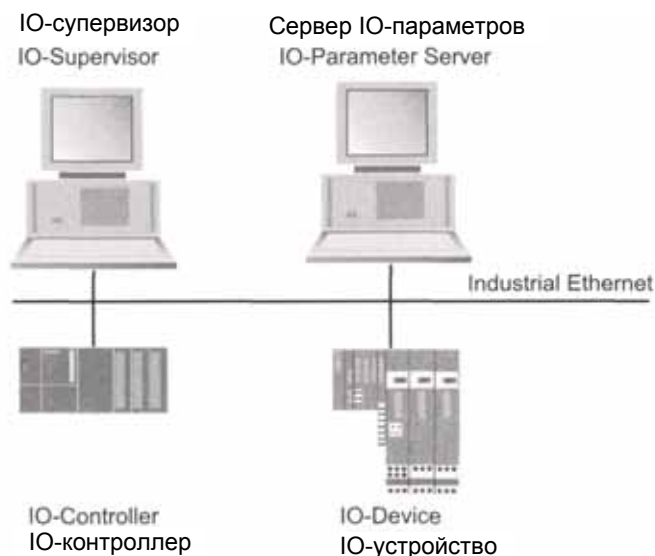 IO-супервизор
IO-Supervisor
Сервер IO-параметров
IO-Parameter Server
Industrial Ethernet
IO-Controller
IO-контроллер
IO-Device
IO-устройство